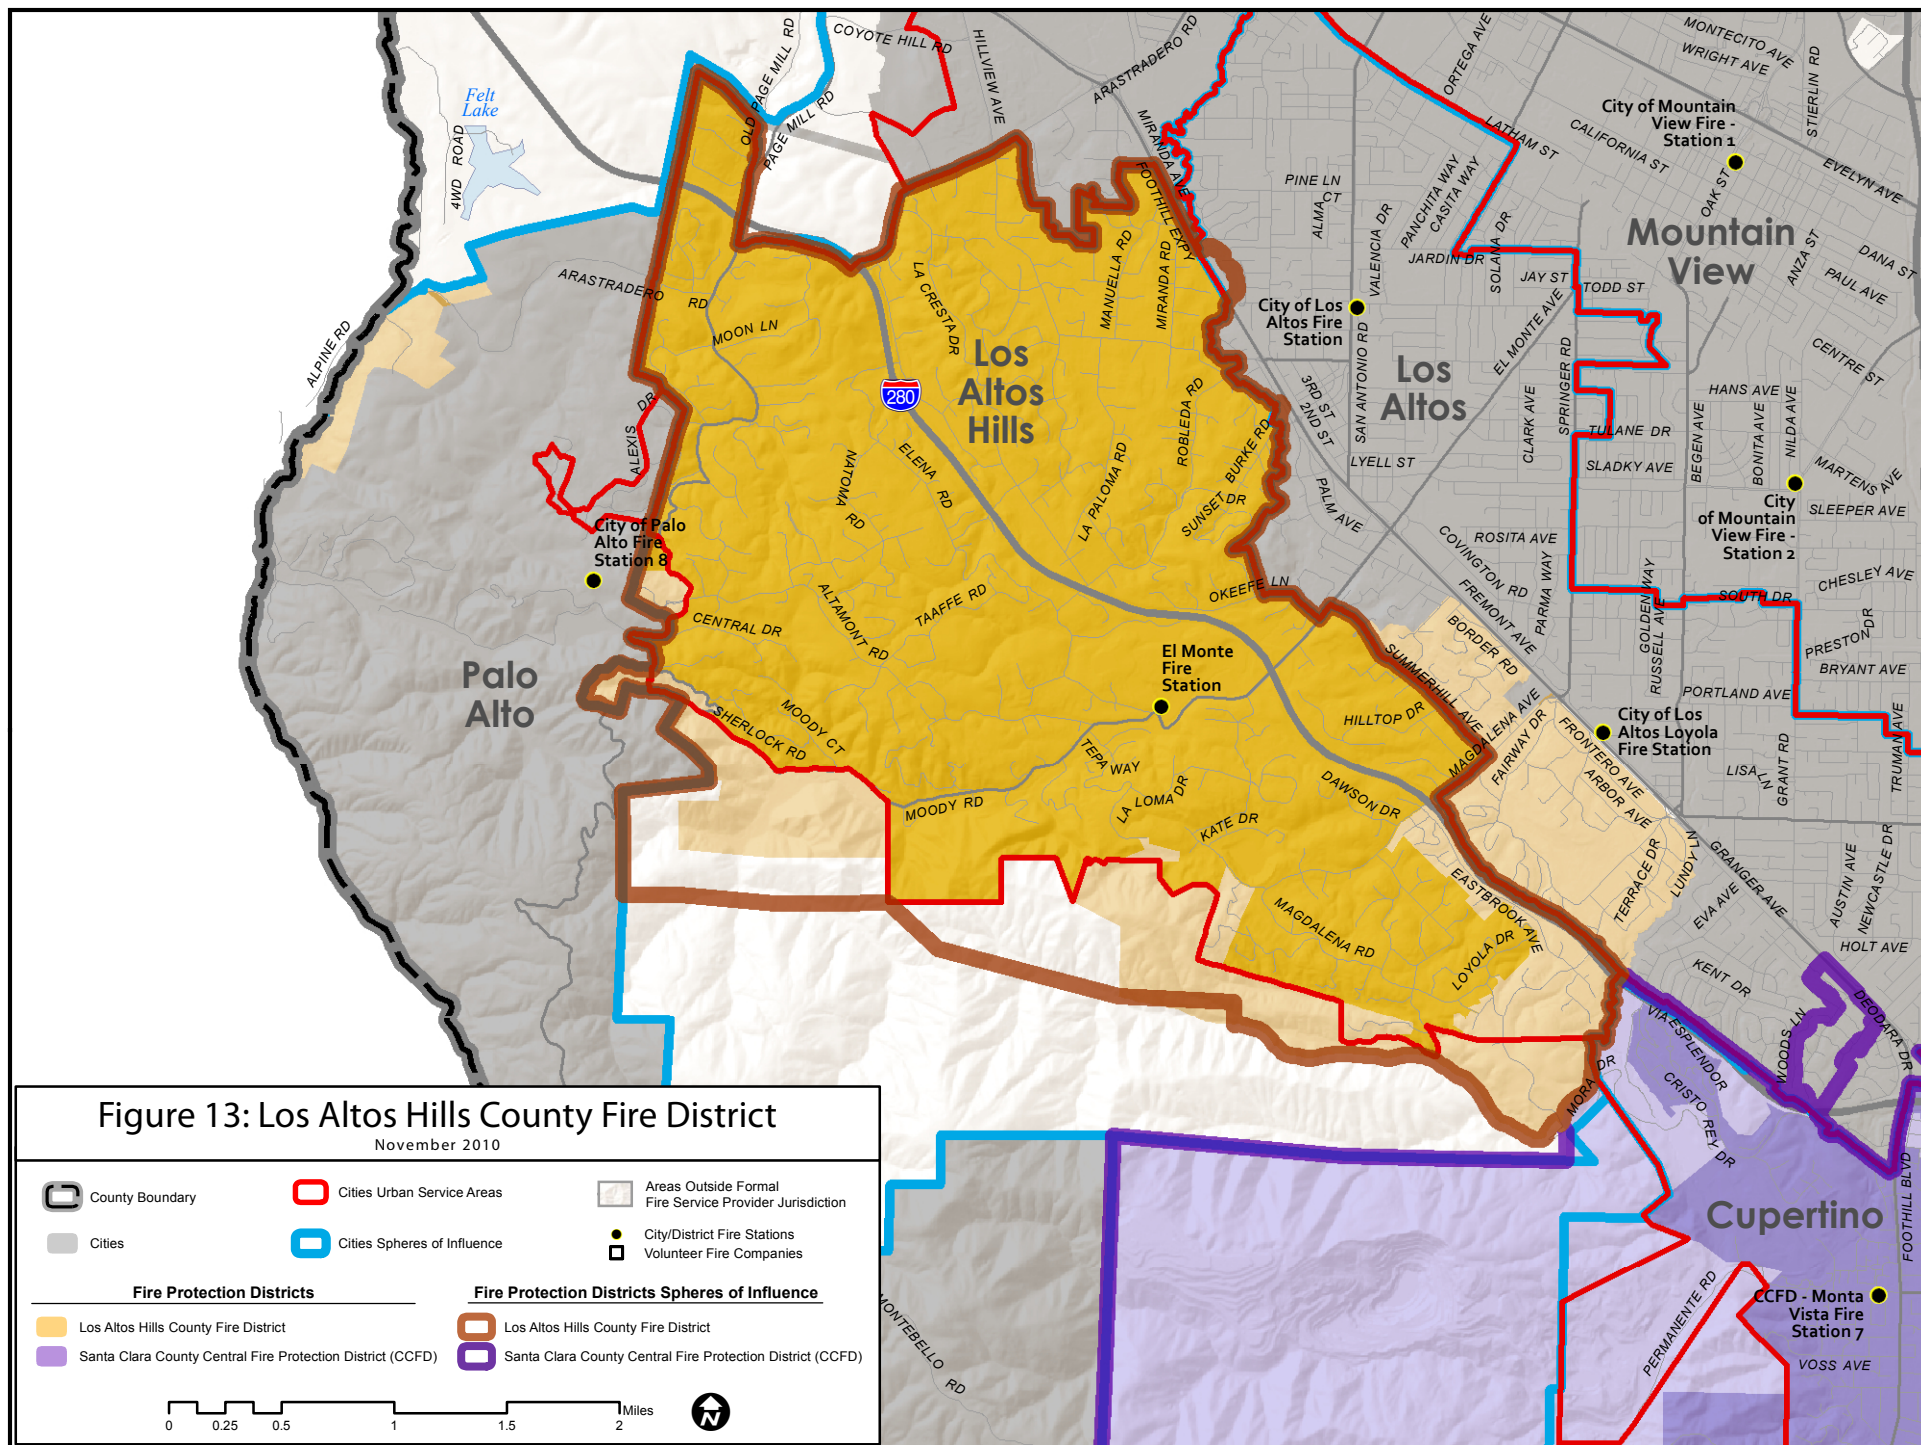 COYOTE HILL RD
HILLVIEW AVE
ARASTRADERO RD
OLD PAGE MILL RD
PAGE MILL RD
Felt
Lake
4WD ROAD
MIRANDA AVE
FOOTHILL EXPY
ORTEGA AVE
MONTECITO AVE
WRIGHT AVE
STIERLIN RD
City of Mountain
View Fire -
Station 1
LATHAM ST
CALIFORNIA ST
EVELYN AVE
OAK ST
PINE LN
ALMA CT
VALENCIA DR
PANCHITA WAY
CASITA WAY
JARDIN DR
SOLANA DR
Mountain
View
ANZA ST
DANA ST
PAUL AVE
JAY ST
TODD ST
ARASTRADERO RD
MOON LN
LA CRESTA DR
MANUELLA RD
MIRANDA RD
City of Los
Altos Fire
Station
SAN ANTONIO RD
EL MONTE AVE
SPRINGER RD
CENTRE ST
ALPINE RD
Los
Altos
Hills
Los
Altos
280
3RD ST
2ND ST
HANS AVE
CLARK AVE
TULANE DR
SLADKY AVE
BEGEN AVE
BONITA AVE
NILDA AVE
MARTENS AVE
ALEXIS DR
NATOMA RD
ELENA RD
LA PALOMA RD
ROBLEDA RD
SUNSET DR
BURKE RD
LYELL ST
PALM AVE
City
of Mountain
View Fire -
Station 2
SLEEPER AVE
City of Palo
Alto Fire
Station 8
COVINGTON RD
ROSITA AVE
FREMONT AVE
PARMA WAY
GOLDEN WAY
RUSSELL AVE
SOUTH DR
CHESLEY AVE
PRESTON DR
BRYANT AVE
CENTRAL DR
ALTAMONT RD
TAAFFE RD
OKEEFE LN
BORDER RD
SUMMERHILL AVE
El Monte
Fire
Station
Palo
Alto
SHERLOCK RD
MOODY CT
HILLTOP DR
MAGDALENA AVE
FAIRWAY DR
FRONTERO AVE
ARBOR AVE
City of Los
Altos Loyola
Fire Station
PORTLAND AVE
TRUMAN AVE
LISA LN
GRANT RD
TEPA WAY
LA LOMA DR
MOODY RD
KATE DR
DAWSON DR
TERRACE DR
LUNDY LN
GRANGER AVE
EVA AVE
AUSTIN AVE
NEWCASTLE DR
HOLT AVE
EASTBROOK AVE
MAGDALENA RD
LOYOLA DR
KENT DR
WOODS LN
DEODARA DR
VIA ESPLENDOR
CRISTO REY DR
MORA DR
Cupertino
FOOTHILL BLVD
PERMANENTE RD
CCFD - Monta
Vista Fire
Station 7
VOSS AVE
MONTEBELLO RD
Figure 13: Los Altos Hills County Fire District
November 2010
County Boundary
Cities Urban Service Areas
Areas Outside Formal
Fire Service Provider Jurisdiction
Cities
Cities Spheres of Influence
City/District Fire Stations
Volunteer Fire Companies
Fire Protection Districts
Fire Protection Districts Spheres of Influence
Los Altos Hills County Fire District
Los Altos Hills County Fire District
Santa Clara County Central Fire Protection District (CCFD)
Santa Clara County Central Fire Protection District (CCFD)
0 0.25 0.5 1 1.5 2 Miles
N